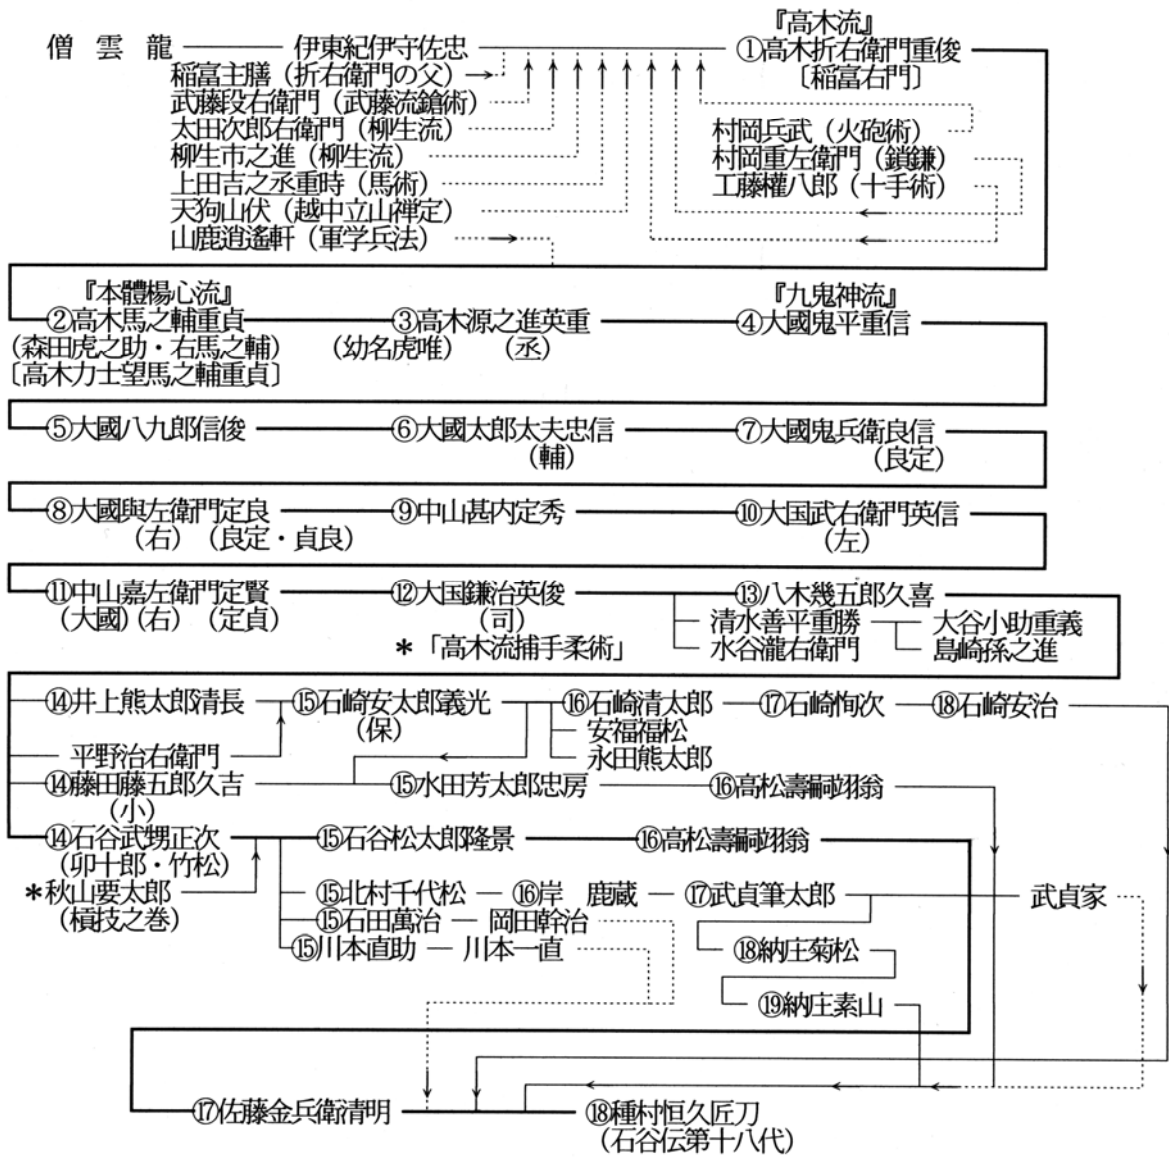 『高木流』
僧 雲 龍 伊東紀伊守佐忠 ①高木折右衛門重俊
稲富主膳(折右衛門の父) 〔稲富右門〕
武藤段右衛門(武藤流鎗術)
太田次郎右衛門(柳生流) 村岡兵武(火砲術)
柳生市之進(柳生流) 村岡重左衛門(鎖鎌)
上田吉之丞重時(馬術) 工藤權八郎(十手術)
天狗山伏(越中立山禅定)
山鹿逍遙軒(軍学兵法)
『本體楊心流』 『九鬼神流』
②高木馬之輔重貞 ③高木源之進英重 ④大國鬼平重信
(森田虎之助・右馬之輔) (幼名虎唯) (丞)
〔高木力士望馬之輔重貞〕
⑤大國八九郎信俊 ⑥大國太郎太夫忠信 ⑦大國鬼兵衛良信
(輔) (良定)
⑧大國與左衛門定良 ⑨中山甚内定秀 ⑩大国武右衛門英信
(右) (良定・貞良) (左)
⑪中山嘉左衛門定賢 ⑫大国鎌治英俊 ⑬八木幾五郎久喜
(大國)(右) (定貞) (司) 清水善平重勝 大谷小助重義
*「高木流捕手柔術」 水谷瀧右衛門 島崎孫之進
⑭井上熊太郎清長 ⑮石崎安太郎義光 ⑯石崎清太郎 ⑰石崎恂次 ⑱石崎安治
(保) 安福福松
平野治右衛門 永田熊太郎
⑭藤田藤五郎久吉 ⑮水田芳太郎忠房 ⑯高松壽嗣翊翁
(小)
⑭石谷武甥正次 ⑮石谷松太郎隆景 ⑯高松壽嗣翊翁
(卯十郎・竹松)
*秋山要太郎 ⑮北村千代松 ⑯岸 鹿蔵 ⑰武貞筆太郎 武貞家
(槓技之巻) ⑮石田萬治 岡田幹治
⑮川本直助 川本一直 ⑱納庄菊松
⑲納庄素山
⑰佐藤金兵衛清明 ⑱種村恒久匠刀
(石谷伝第十八代)